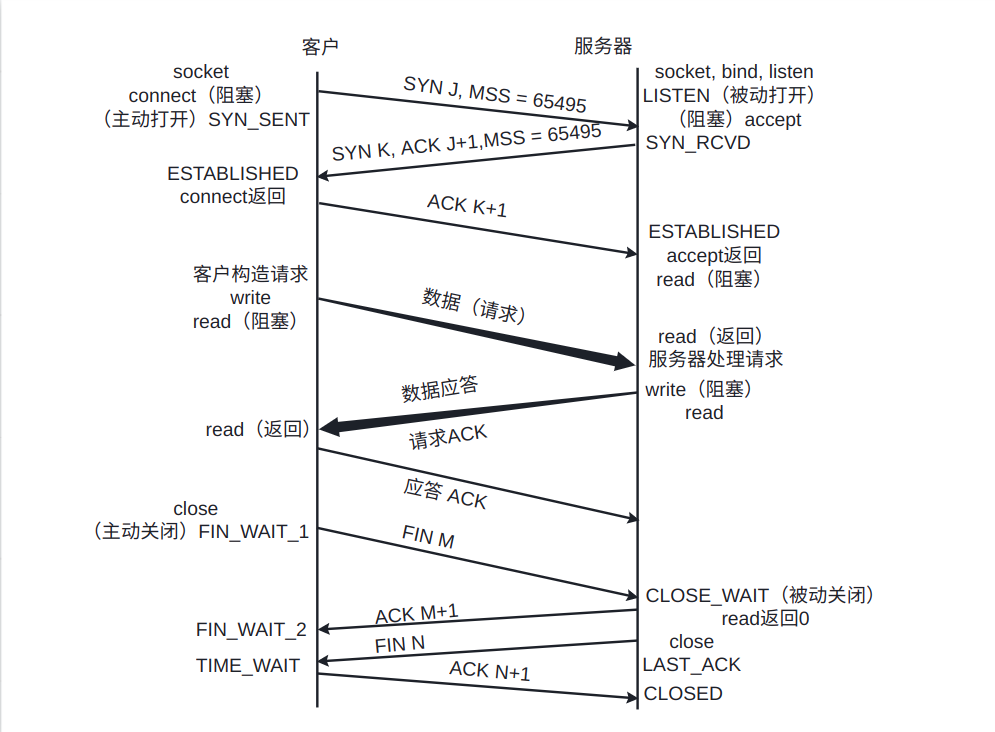 客户
服务器
socket
connect（阻塞）
（主动打开）SYN_SENT
SYN J, MSS = 65495
socket, bind, listen
LISTEN（被动打开）
（阻塞）accept
SYN_RCVD
SYN K, ACK J+1,MSS = 65495
ESTABLISHED
connect返回
ACK K+1
ESTABLISHED
accept返回
read（阻塞）
客户构造请求
write
read（阻塞）
数据（请求）
read（返回）
服务器处理请求
write（阻塞）
read
数据应答
请求ACK
read（返回）
应答 ACK
close
（主动关闭）FIN_WAIT_1
FIN M
CLOSE_WAIT（被动关闭）
read返回0
ACK M+1
FIN_WAIT_2
close
LAST_ACK
FIN N
TIME_WAIT
ACK N+1
CLOSED